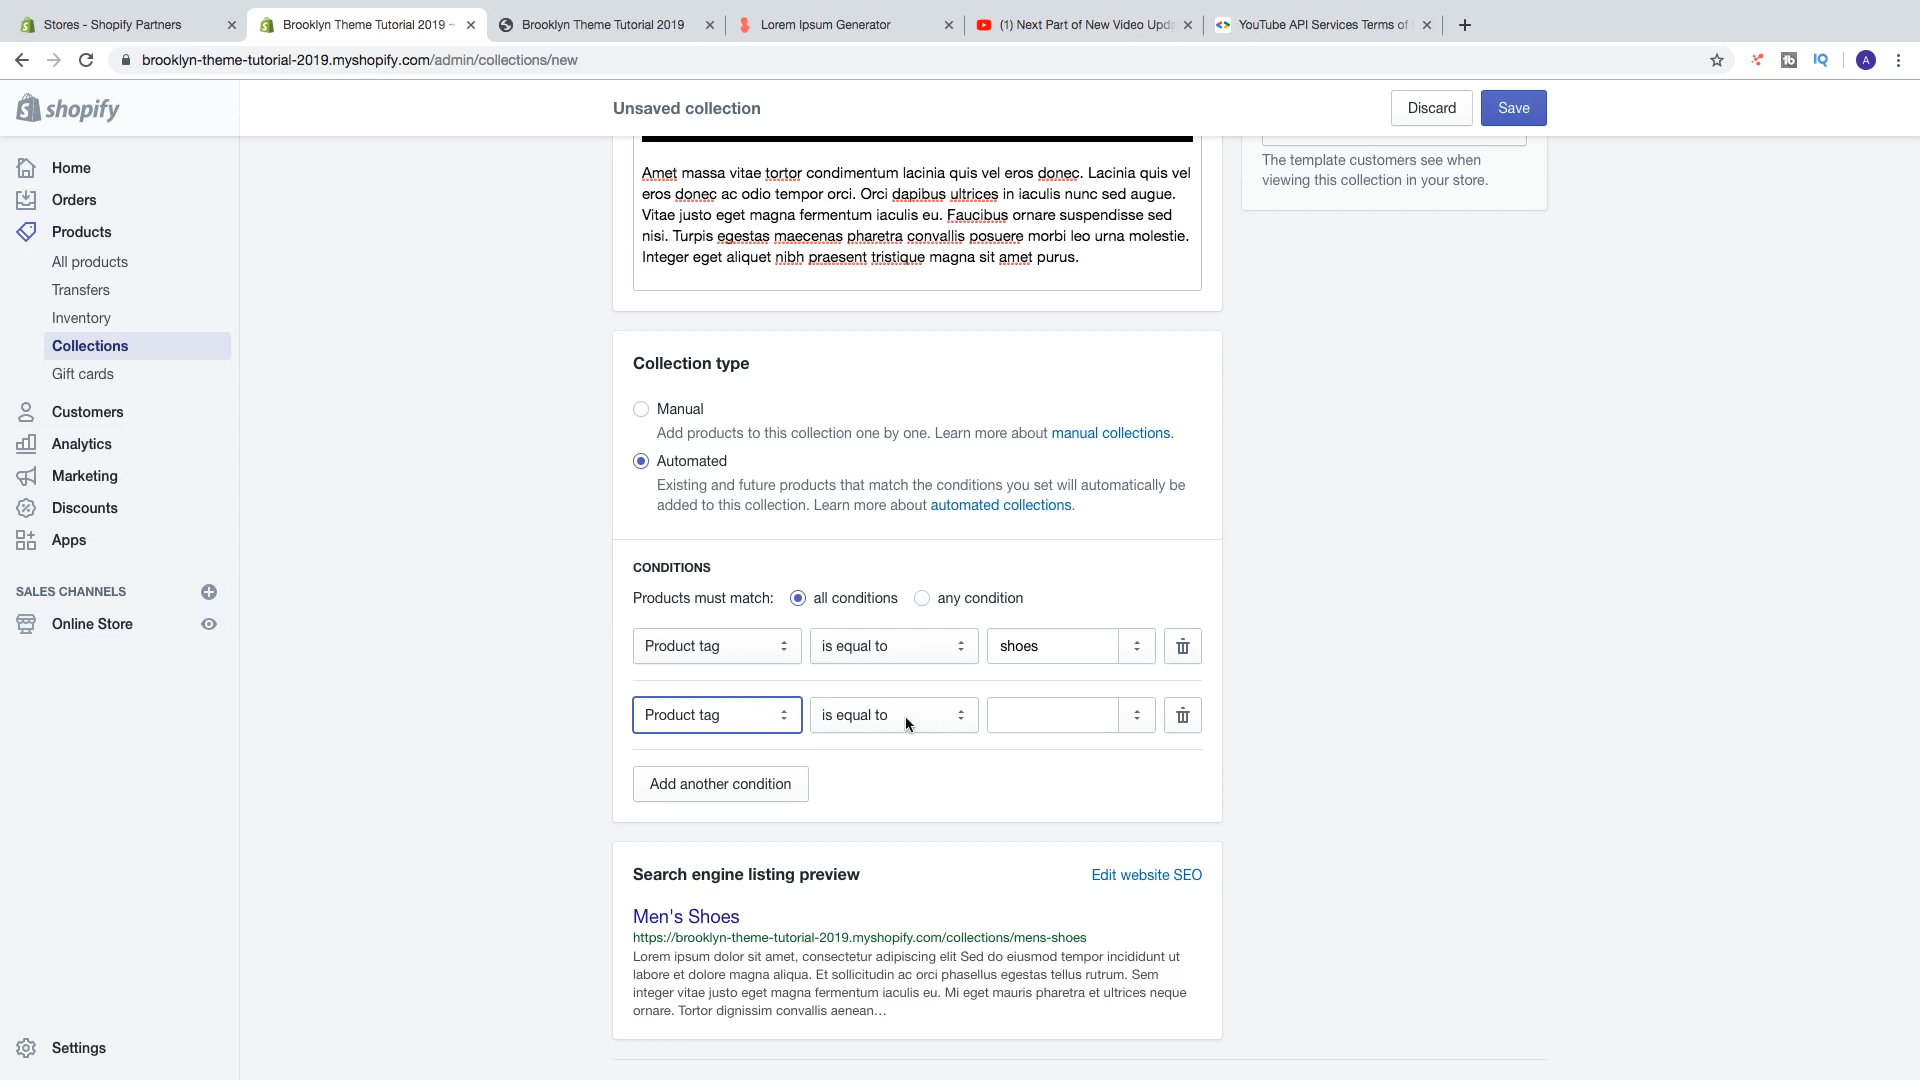 Stores - Shopify Partners
Brooklyn Theme Tutorial 2019 ~
Brooklyn Theme Tutorial 2019
Lorem Ipsum Generator
(1) Next Part of New Video Upda
YouTube API Services Terms of
brooklyn-theme-tutorial-2019.myshopify.com/admin/collections/new
A
shopify
Unsaved collection
Discard
Save
Home
Orders
Products
All products
Transfers
Inventory
Collections
Gift cards
Customers
Analytics
Marketing
Discounts
Apps
SALES CHANNELS
Online Store
Settings
Amet massa vitae tortor condimentum lacinia quis vel eros donec. Lacinia quis vel
eros donec ac odio tempor orci. Orci dapibus ultrices in iaculis nunc sed augue.
Vitae justo eget magna fermentum iaculis eu. Faucibus ornare suspendisse sed
nisi. Turpis egestas maecenas pharetra convallis posuere morbi leo urna molestie.
Integer eget aliquet nibh praesent tristique magna sit amet purus.
The template customers see when
viewing this collection in your store.
Collection type
Manual
Add products to this collection one by one. Learn more about manual collections.
Automated
Existing and future products that match the conditions you set will automatically be
added to this collection. Learn more about automated collections.
CONDITIONS
Products must match: all conditions any condition
Product tag is equal to shoes
Product tag is equal to
Add another condition
Search engine listing preview
Edit website SEO
Men's Shoes
https://brooklyn-theme-tutorial-2019.myshopify.com/collections/mens-shoes
Lorem ipsum dolor sit amet, consectetur adipiscing elit Sed do eiusmod tempor incididunt ut
labore et dolore magna aliqua. Et sollicitudin ac orci phasellus egestas tellus rutrum. Sem
integer vitae justo eget magna fermentum iaculis eu. Mi eget mauris pharetra et ultrices neque
ornare. Tortor dignissim convallis aenean…